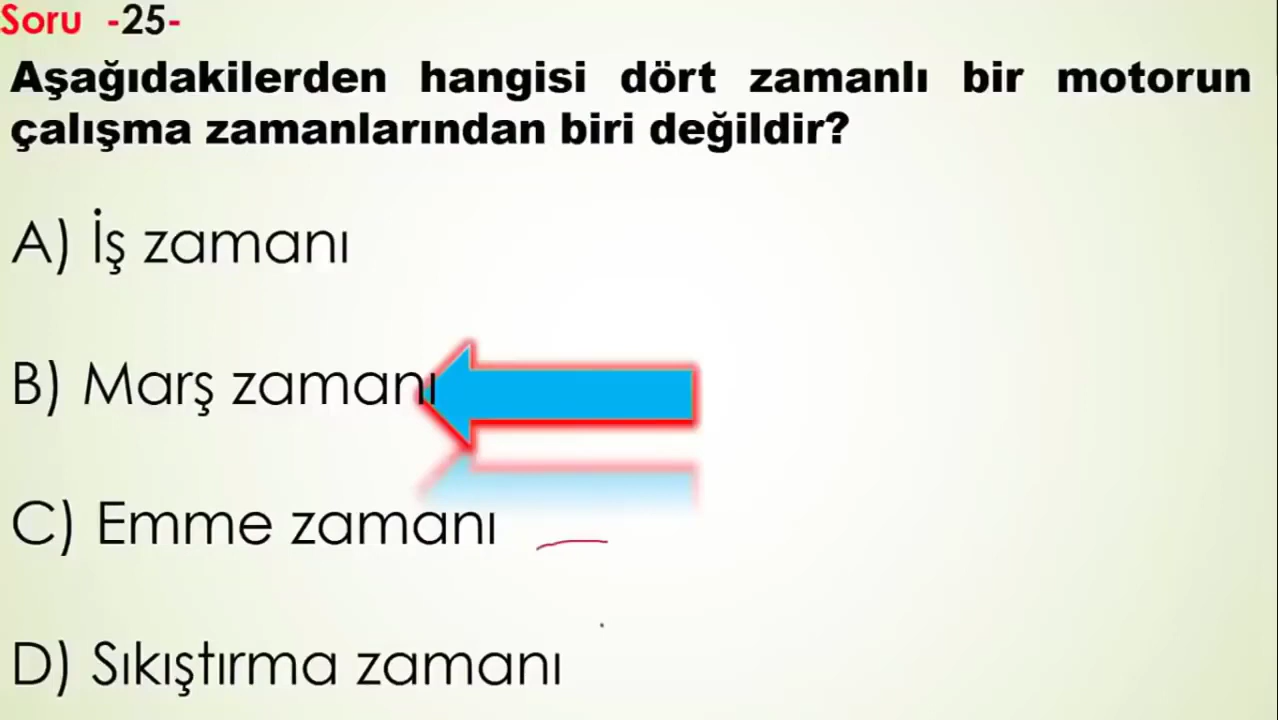 Soru -25-
Aşağıdakilerden hangisi dört zamanlı bir motorun
çalışma zamanlarından biri değildir?
A) İş zamanı
B) Marş zamanı
C) Emme zamanı
D) Sıkıştırma zamanı